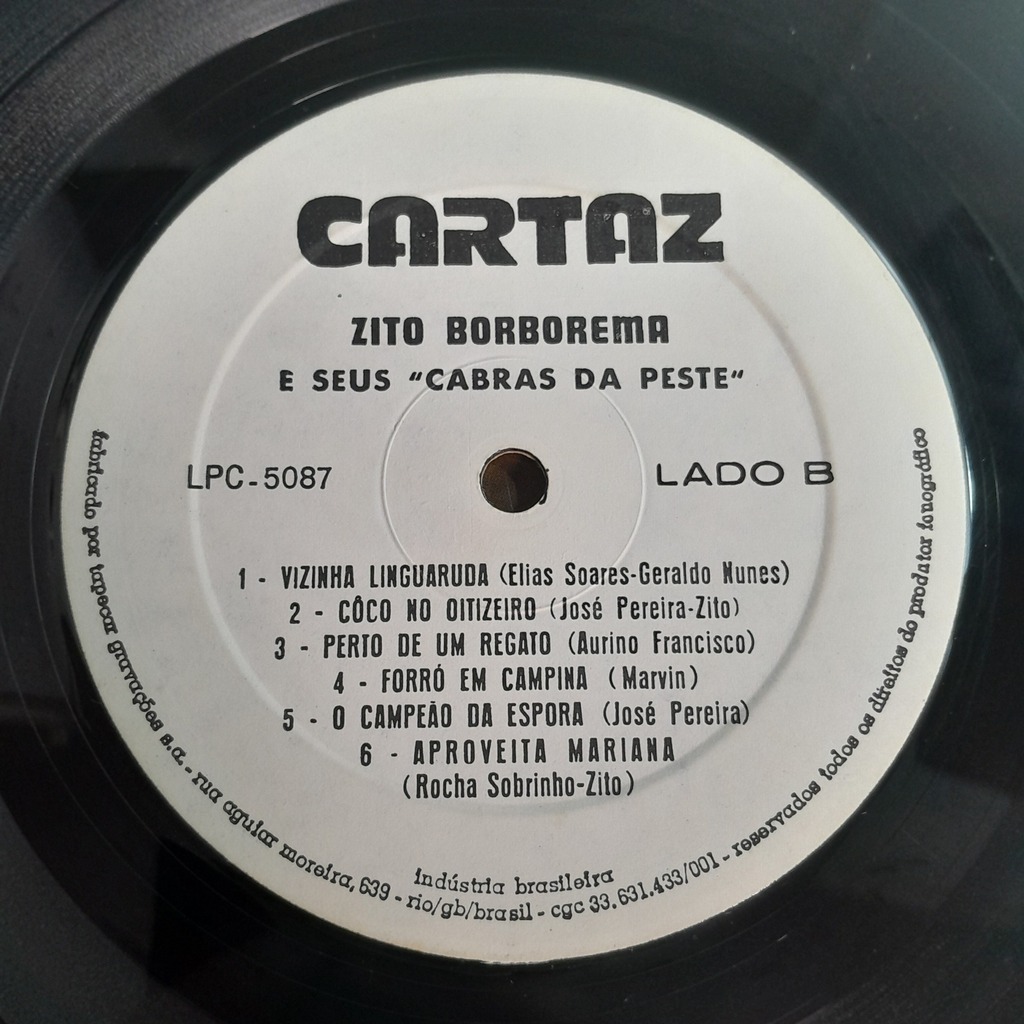 CARTAZ
ZITO BORBOREMA
E SEUS "CABRAS DA PESTE"
LPC-5087
LADO B
1 - VIZINHA LINGUARUDA (Elias Soares-Geraldo Nunes)
2 - CÔCO NO OITIZEIRO (José Pereira-Zito)
3 - PERTO DE UM REGATO (Aurino Francisco)
4 - FORRÓ EM CAMPINA (Marvin)
5 - O CAMPEÃO DA ESPORA (José Pereira)
6 - APROVEITA MARIANA
(Rocha Sobrinho-Zito)
indústria brasileira
fabricardo por tapecar gravações s.a. - rua aguiar moreira, 639 - rio/gb/brasil - cgc 33.631.433/001 - reservados todos os direitos do produtor fonográfico